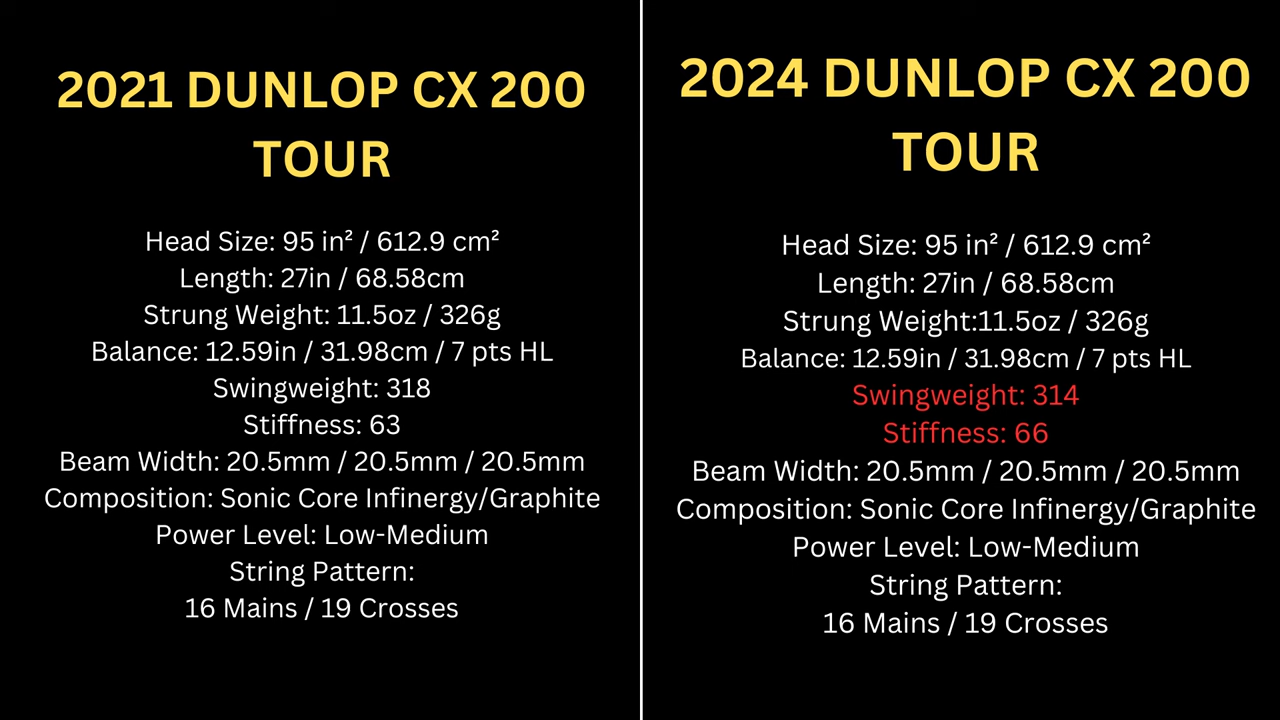 2021 DUNLOP CX 200
TOUR
Head Size: 95 in² / 612.9 cm²
Length: 27in / 68.58cm
Strung Weight: 11.5oz / 326g
Balance: 12.59in / 31.98cm / 7 pts HL
Swingweight: 318
Stiffness: 63
Beam Width: 20.5mm / 20.5mm / 20.5mm
Composition: Sonic Core Infinergy/Graphite
Power Level: Low-Medium
String Pattern:
16 Mains / 19 Crosses
2024 DUNLOP CX 200
TOUR
Head Size: 95 in² / 612.9 cm²
Length: 27in / 68.58cm
Strung Weight:11.5oz / 326g
Balance: 12.59in / 31.98cm / 7 pts HL
Swingweight: 314
Stiffness: 66
Beam Width: 20.5mm / 20.5mm / 20.5mm
Composition: Sonic Core Infinergy/Graphite
Power Level: Low-Medium
String Pattern:
16 Mains / 19 Crosses